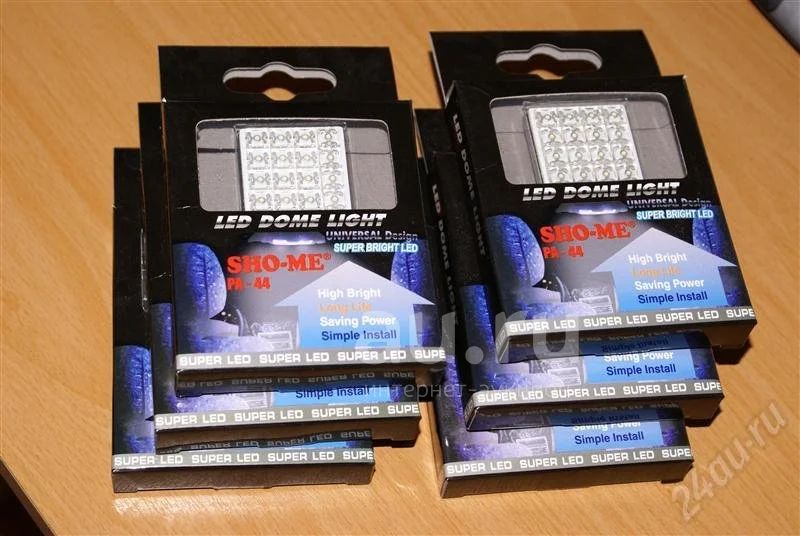 LED DOME LIGHT
UNIVERSAL Design
SUPER BRIGHT LED
SHO-ME®
PA-44
High Bright
Long Life
Saving Power
Simple Install
SUPER LED SUPER LED SUPER LED SUPE
Simple Install
SUPER LED SUPER LED SUPER LED SUPE
SUPER LED SUPER LED SUPER LED SUPE
LED DOME LIGHT
UNIVERSAL Design
SUPER BRIGHT LED
SHO-ME®
PA-44
High Bright
Long Life
Saving Power
Simple Install
SUPER LED SUPER LED SUPER LED SUPE
Saving Power
Simple Install
SUPER LED SUPER LED SUPER LED SUPE
Saving Power
Simple Install
SUPER LED SUPER LED SUPER LED SUPE
24au.ru